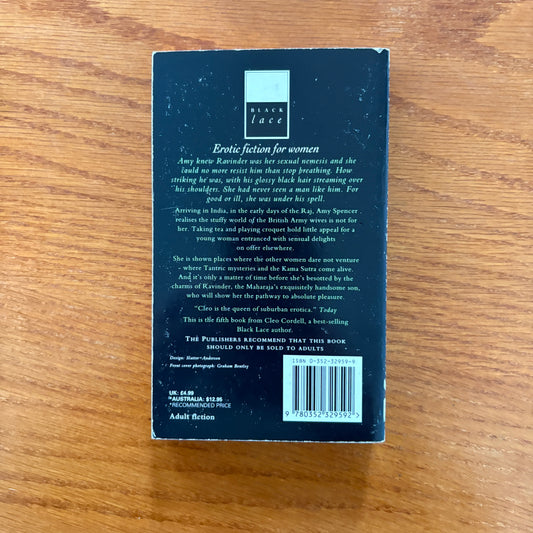 BLACK
lace
Erotic fiction for women
Amy knew Ravinder was her sexual nemesis and she
could no more resist him than stop breathing. How
striking he was, with his glossy black hair streaming over
his shoulders. She had never seen a man like him. For
good or ill, she was under his spell.
Arriving in India, in the early days of the Raj, Amy Spencer
realises the stuffy world of the British Army wives is not for
her. Taking tea and playing croquet hold little appeal for a
young woman entranced with sensual delights
on offer elsewhere.
She is shown places where the other women dare not venture
- where Tantric mysteries and the Kama Sutra come alive.
And it's only a matter of time before she's besotted by the
charms of Ravinder, the Maharaja's exquisitely handsome son,
who will show her the pathway to absolute pleasure.
"Cleo is the queen of suburban erotica." Today
This is the fifth book from Cleo Cordell, a best-selling
Black Lace author.
THE PUBLISHERS RECOMMEND THAT THIS BOOK
SHOULD ONLY BE SOLD TO ADULTS
Design: Slatter-Anderson
Front cover photograph: Graham Bentley
ISBN 0-352-32959-9
UK: £4.99
*AUSTRALIA: $12.95
*RECOMMENDED PRICE
Adult fiction
9 780352 329592 >